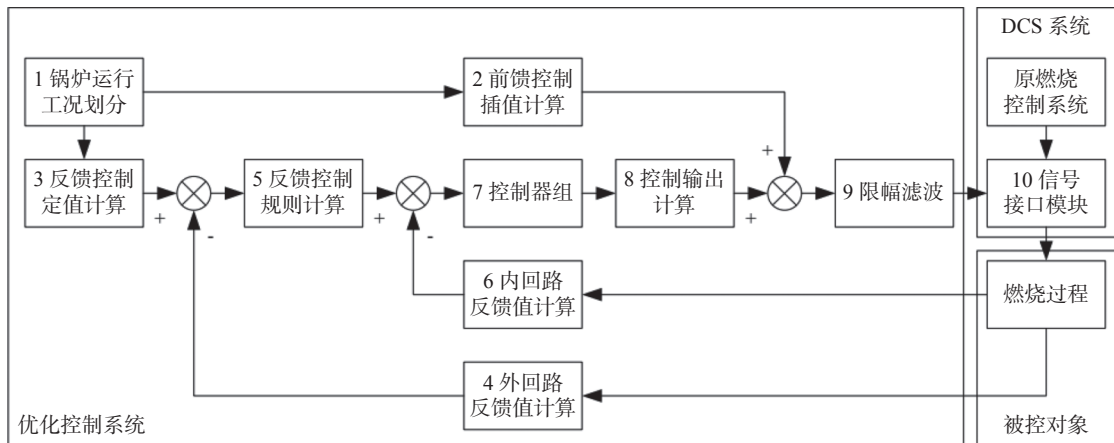 DCS 系统
1 锅炉运行
工况划分
2 前馈控制
插值计算
原燃烧
控制系统
+
3 反馈控制
定值计算
5 反馈控制
规则计算
7 控制器组
8 控制输出
计算
9 限幅滤波
10 信号
接口模块
+
-
+
-
+
6 内回路
反馈值计算
燃烧过程
4 外回路
反馈值计算
优化控制系统
被控对象